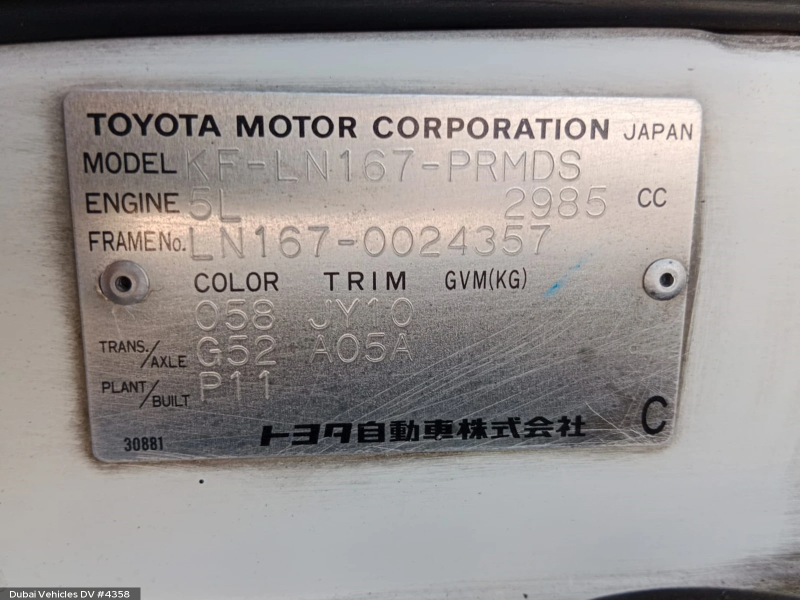 TOYOTA MOTOR CORPORATION JAPAN
MODEL KF-LN167-PRMDS
ENGINE 5L 2985 CC
FRAME No. LN167-0024357
COLOR TRIM GVM(KG)
058 JY10
TRANS./AXLE G52 A05A
PLANT/BUILT P11
30881 トヨタ自動車株式会社 C
Dubai Vehicles DV #4358